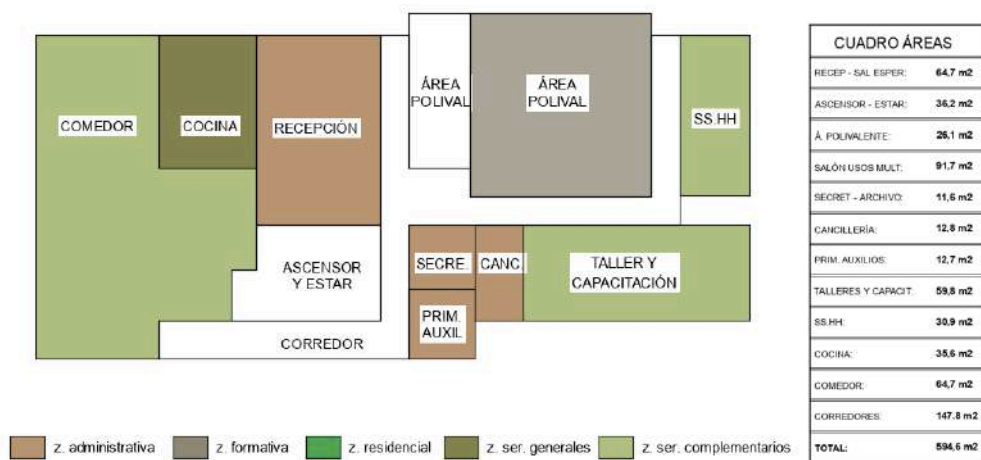 COMEDOR
COCINA
RECEPCIÓN
ÁREA
POLIVAL
ÁREA
POLIVAL
SS.HH
ASCENSOR
Y ESTAR
SECRE.
CANC.
TALLER Y
CAPACITACIÓN
PRIM.
AUXIL
CORREDOR
z. administrativa
z. formativa
z. residencial
z. ser. generales
z. ser. complementarios
CUADRO ÁREAS
RECEP - SAL ESPER: 64,7 m2
ASCENSOR - ESTAR: 36,2 m2
Á. POLIVALENTE: 26,1 m2
SALÓN USOS MULT: 91,7 m2
SECRET - ARCHIVO: 11,6 m2
CANCILLERÍA: 12,8 m2
PRIM. AUXILIOS: 12,7 m2
TALLERES Y CAPACIT: 59,8 m2
SS.HH: 30,9 m2
COCINA: 35,6 m2
COMEDOR: 64,7 m2
CORREDORES: 147.8 m2
TOTAL: 594,6 m2